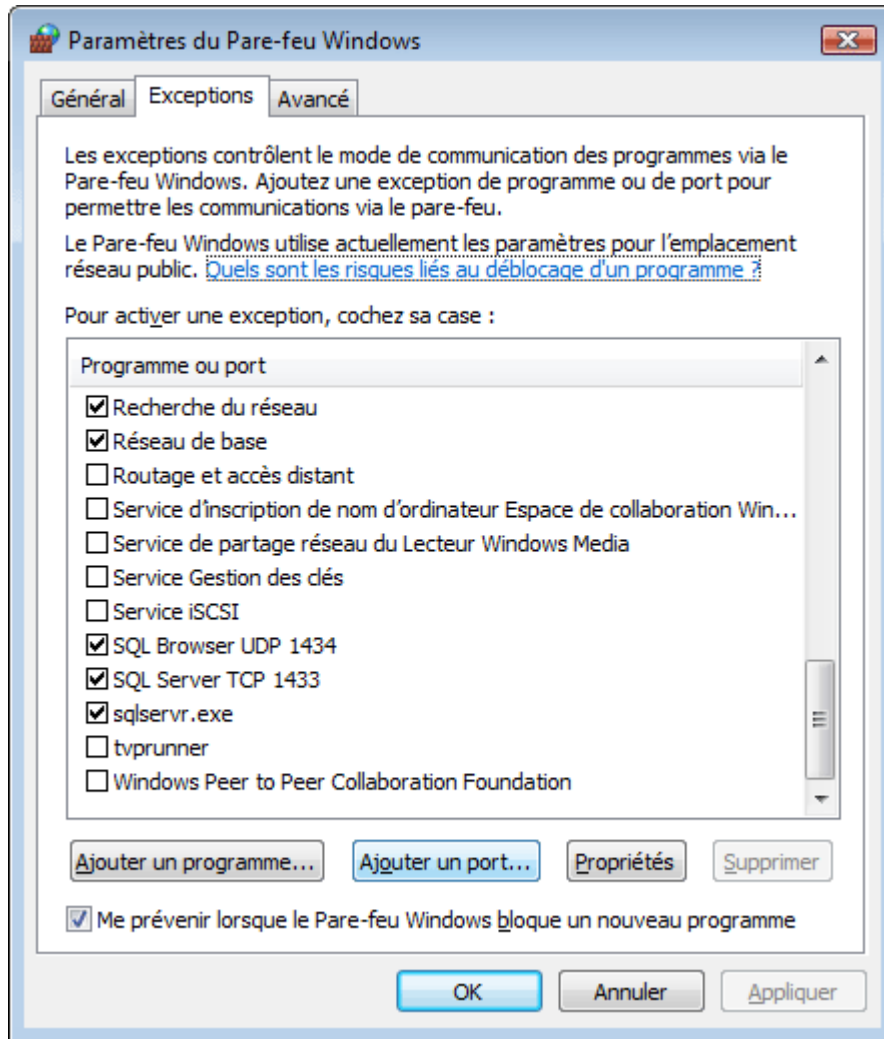 Paramètres du Pare-feu Windows
Général Exceptions Avancé
Les exceptions contrôlent le mode de communication des programmes via le
Pare-feu Windows. Ajoutez une exception de programme ou de port pour
permettre les communications via le pare-feu.
Le Pare-feu Windows utilise actuellement les paramètres pour l'emplacement
réseau public. Quels sont les risques liés au déblocage d'un programme ?
Pour activer une exception, cochez sa case :
Programme ou port
Recherche du réseau
Réseau de base
Routage et accès distant
Service d'inscription de nom d'ordinateur Espace de collaboration Win...
Service de partage réseau du Lecteur Windows Media
Service Gestion des clés
Service iSCSI
SQL Browser UDP 1434
SQL Server TCP 1433
sqlservr.exe
tvprunner
Windows Peer to Peer Collaboration Foundation
Ajouter un programme... Ajouter un port... Propriétés Supprimer
Me prévenir lorsque le Pare-feu Windows bloque un nouveau programme
OK Annuler Appliquer